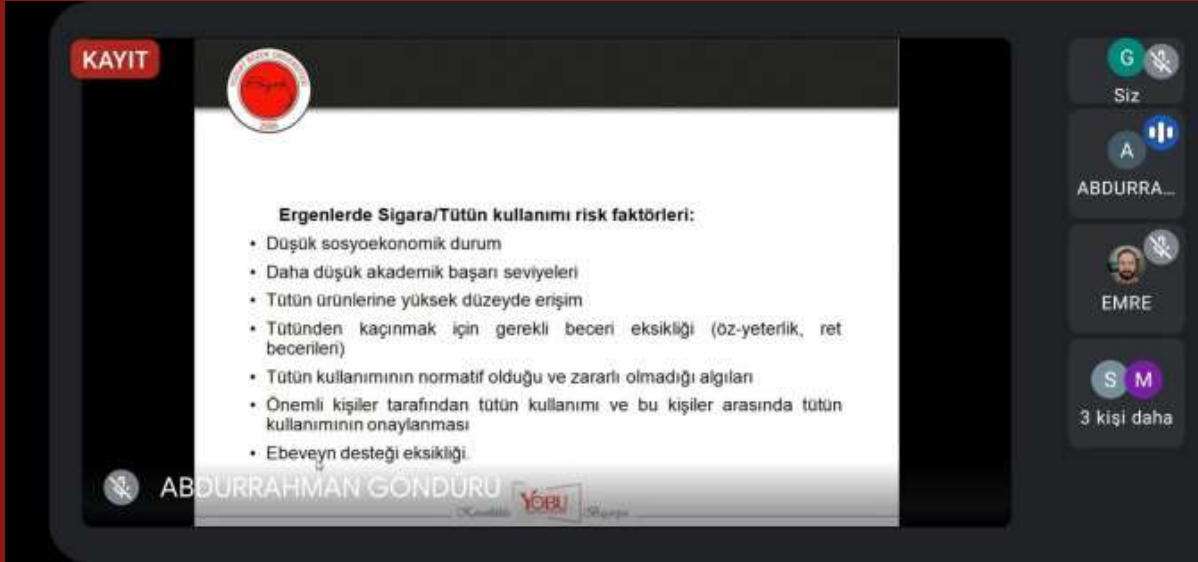 KAYIT
2006
Ergenlerde Sigara/Tütün kullanımı risk faktörleri:
• Düşük sosyoekonomik durum
• Daha düşük akademik başarı seviyeleri
• Tütün ürünlerine yüksek düzeyde erişim
• Tütünden kaçınmak için gerekli beceri eksikliği (öz-yeterlik, ret
becerileri)
• Tütün kullanımının normatif olduğu ve zararlı olmadığı algıları
• Önemli kişiler tarafından tütün kullanımı ve bu kişiler arasında tütün
kullanımının onaylanması
• Ebeveyn desteği eksikliği.
ABDURRAHMAN GÖNDÜRÜ
YOBU
G
Siz
A
ABDURRA...
EMRE
S M
3 kişi daha